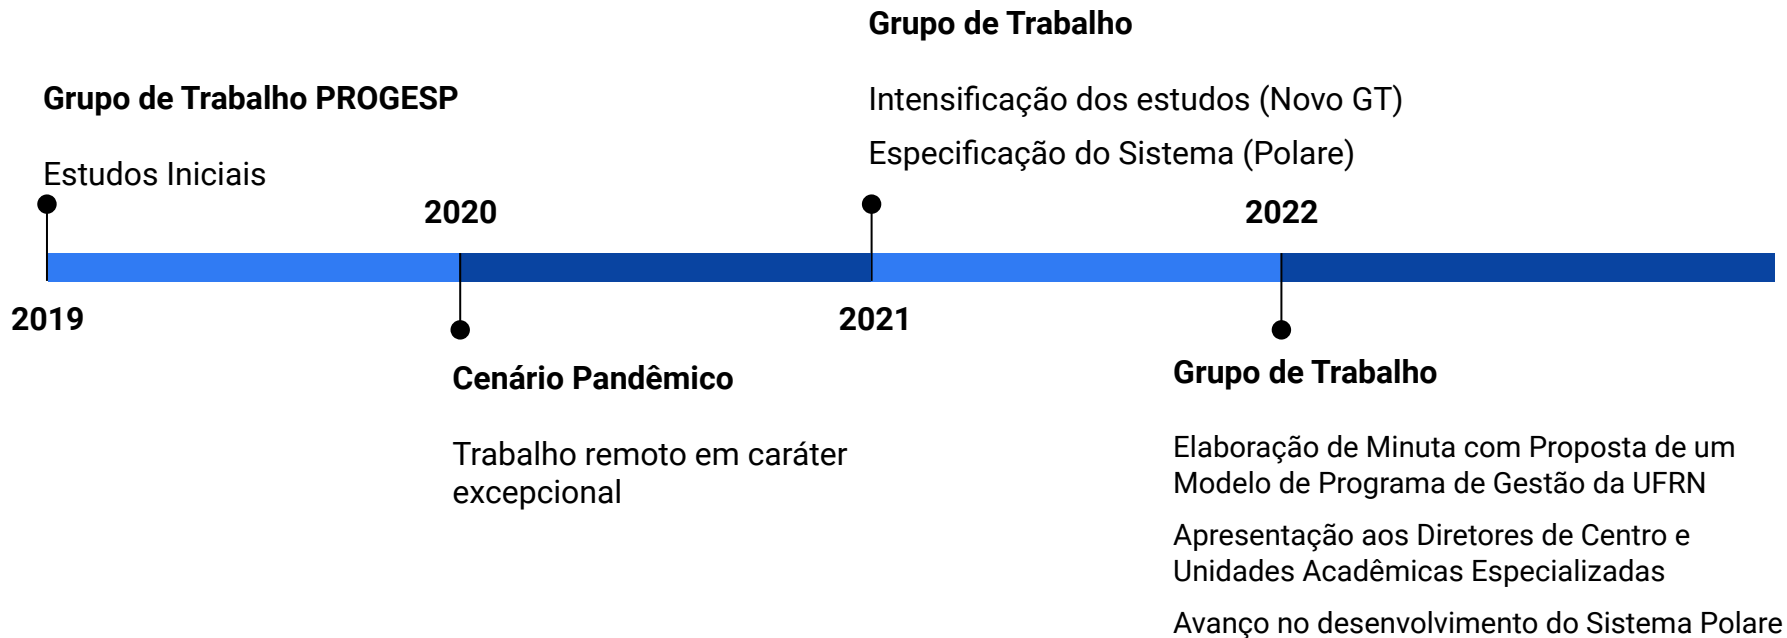 Grupo de Trabalho PROGESP
Estudos Iniciais
2019
2020
Cenário Pandêmico
Trabalho remoto em caráter
excepcional
Grupo de Trabalho
Intensificação dos estudos (Novo GT)
Especificação do Sistema (Polare)
2021
2022
Grupo de Trabalho
Elaboração de Minuta com Proposta de um
Modelo de Programa de Gestão da UFRN
Apresentação aos Diretores de Centro e
Unidades Acadêmicas Especializadas
Avanço no desenvolvimento do Sistema Polare